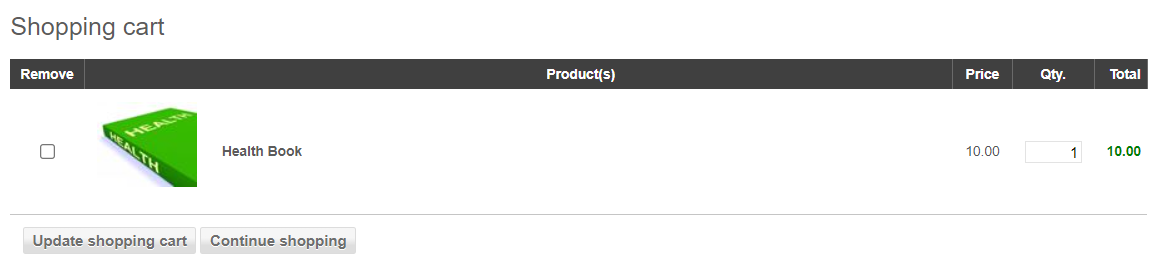 Shopping cart
Remove Product(s) Price Qty. Total
HEALTH
HEALTH
Health Book 10.00 1 10.00
Update shopping cart Continue shopping